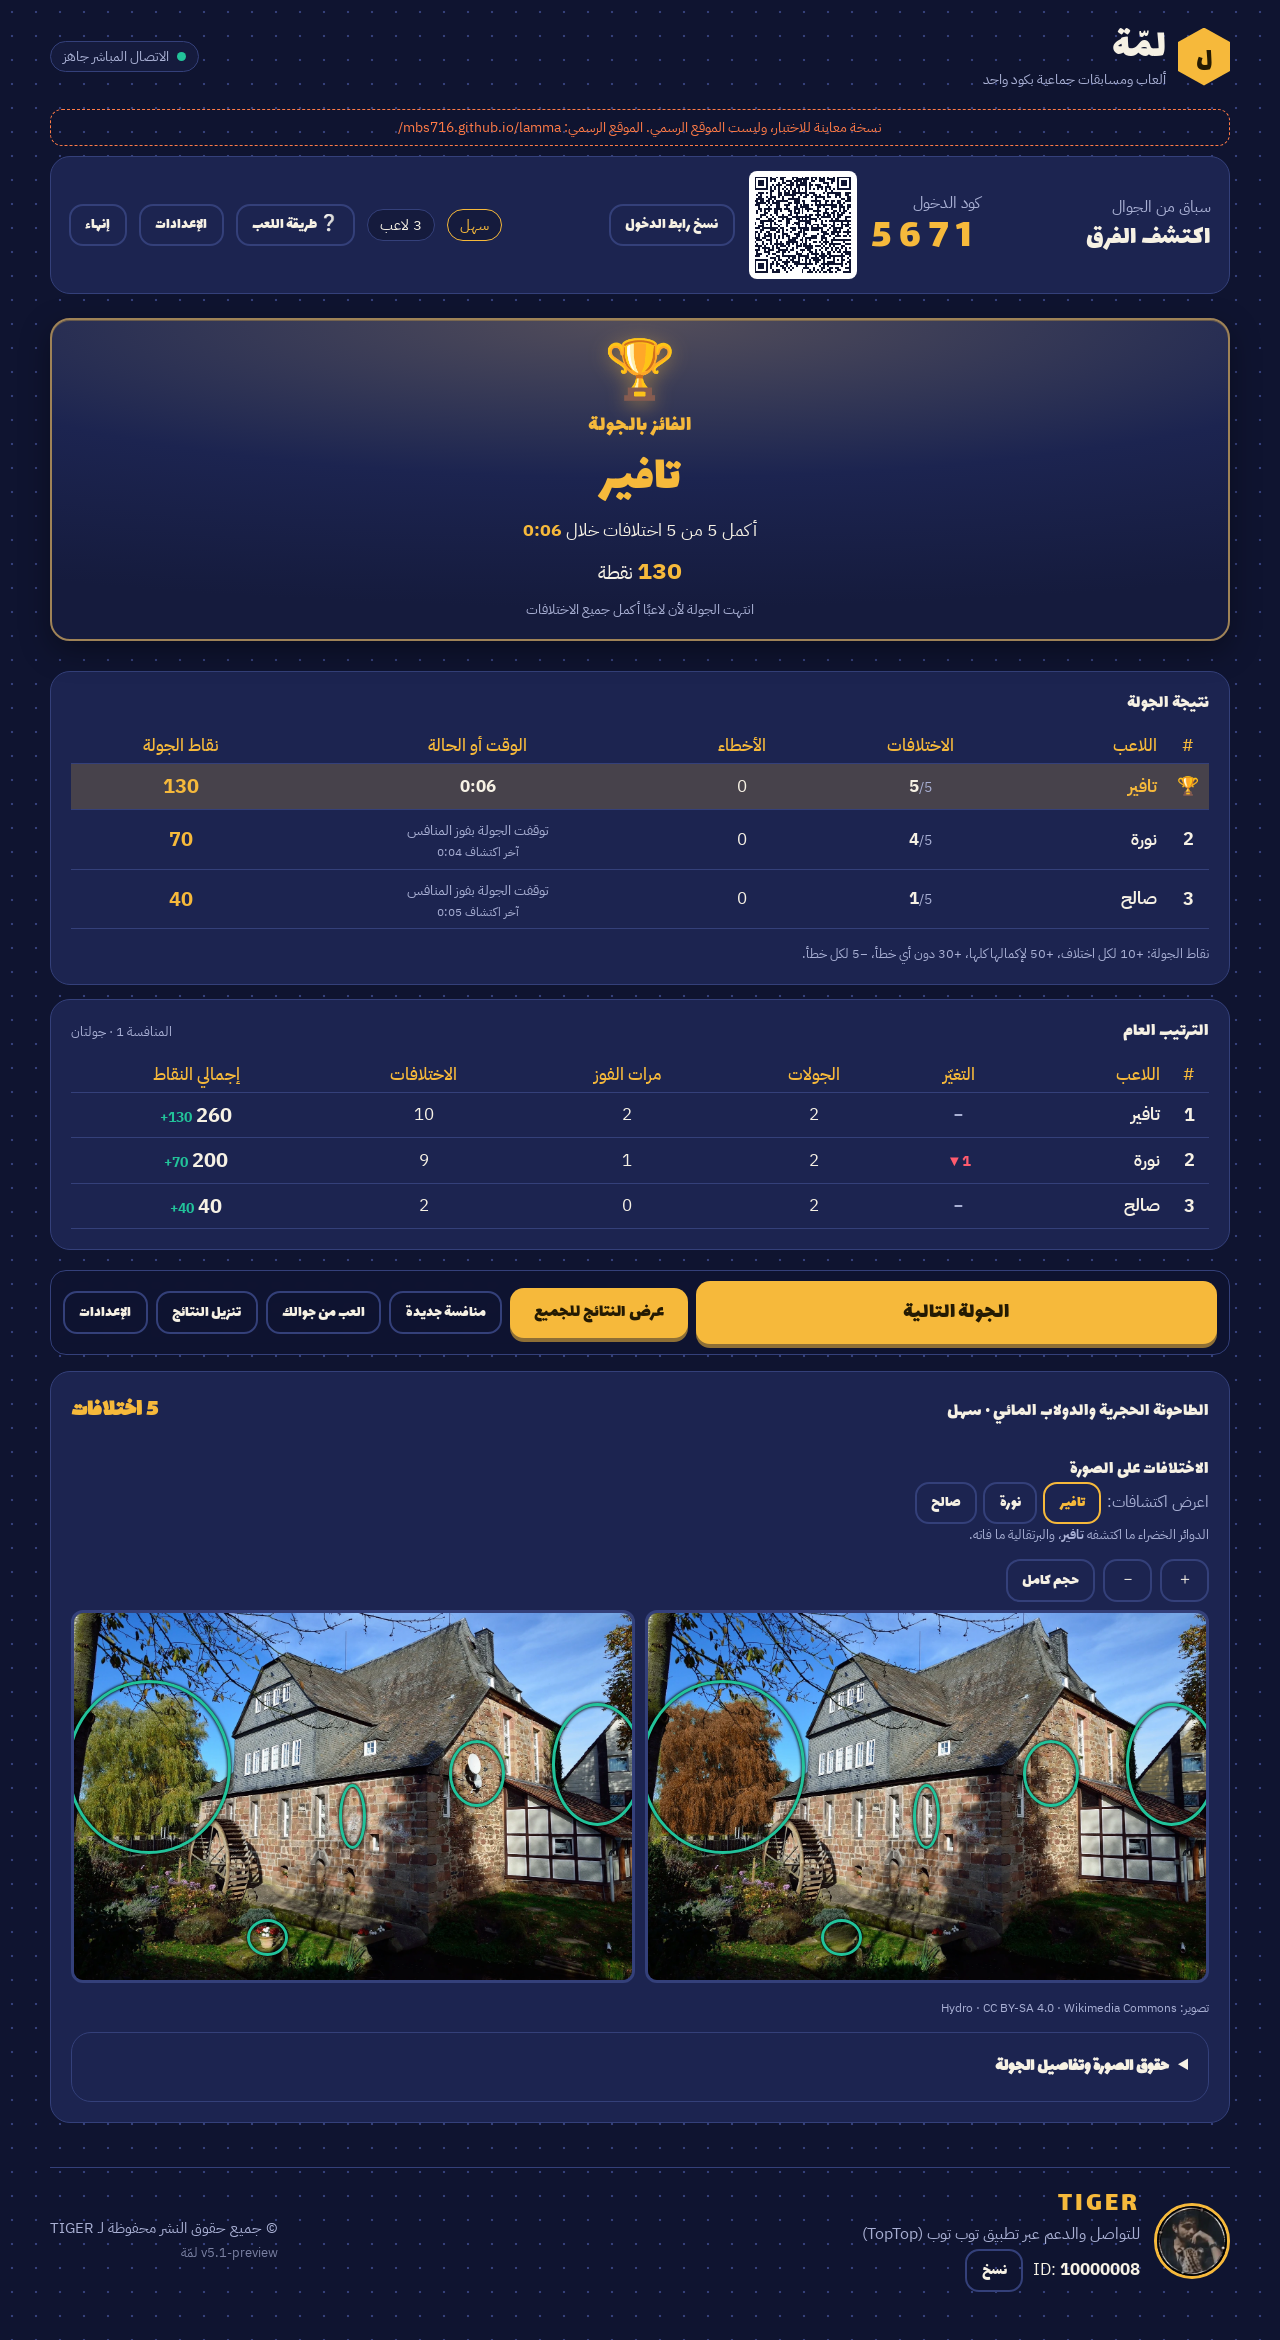 ل
لمّة
ألعاب ومسابقات جماعية بكود واحد
الاتصال المباشر جاهز
نسخة معاينة للاختبار، وليست الموقع الرسمي. الموقع الرسمي: mbs716.github.io/lamma/.
سباق من الجوال
اكتشف الفرق
كود الدخول
5671
نسخ رابط الدخول
سهل
3 لاعب
❔ طريقة اللعب
الإعدادات
إنهاء
🏆
الفائز بالجولة
تافير
أكمل 5 من 5 اختلافات خلال 0:06
130 نقطة
انتهت الجولة لأن لاعبًا أكمل جميع الاختلافات
نتيجة الجولة
# اللاعب الاختلافات الأخطاء الوقت أو الحالة نقاط الجولة
🏆 تافير 5/5 0 0:06 130
2 نورة 4/5 0 توقفت الجولة بفوز المنافس 70
آخر اكتشاف 0:04
3 صالح 1/5 0 توقفت الجولة بفوز المنافس 40
آخر اكتشاف 0:05
نقاط الجولة: +10 لكل اختلاف، +50 لإكمالها كلها، +30 دون أي خطأ، −5 لكل خطأ.
الترتيب العام
المنافسة 1 · جولتان
# اللاعب التغيّر الجولات مرات الفوز الاختلافات إجمالي النقاط
1 تافير – 2 2 10 260 +130
2 نورة ▼1 2 1 9 200 +70
3 صالح – 2 0 2 40 +40
الجولة التالية
عرض النتائج للجميع
منافسة جديدة
العب من جوالك
تنزيل النتائج
الإعدادات
الطاحونة الحجرية والدولاب المائي · سهل
5 اختلافات
الاختلافات على الصورة
اعرض اكتشافات: تافير نورة صالح
الدوائر الخضراء ما اكتشفه تافير، والبرتقالية ما فاته.
+ − حجم كامل
تصوير: Hydro · CC BY-SA 4.0 · Wikimedia Commons
◀ حقوق الصورة وتفاصيل الجولة
TIGER
للتواصل والدعم عبر تطبيق توب توب (TopTop)
ID: 10000008 نسخ
© جميع حقوق النشر محفوظة لـ TIGER
لمّة v5.1-preview